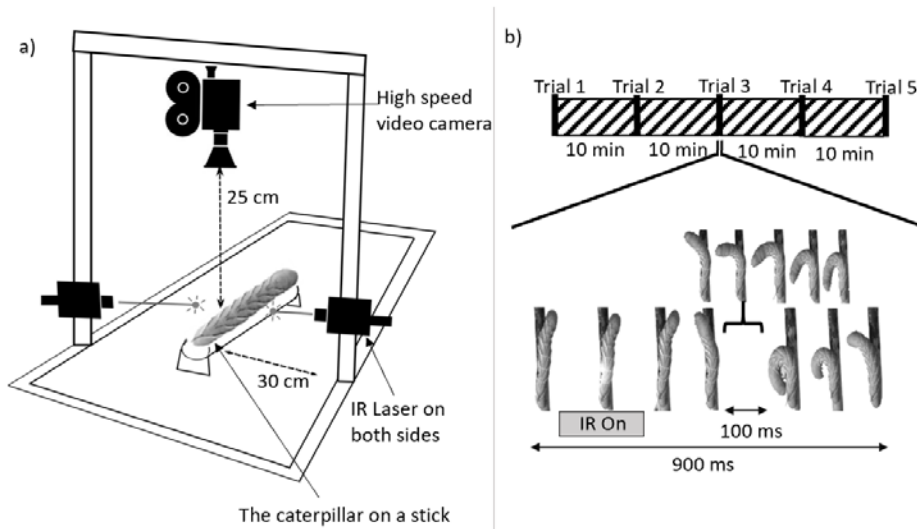 a)
High speed
video camera
25 cm
30 cm
IR Laser on
both sides
The caterpillar on a stick
b)
Trial 1 Trial 2 Trial 3 Trial 4 Trial 5
10 min 10 min 10 min 10 min
IR On
100 ms
900 ms